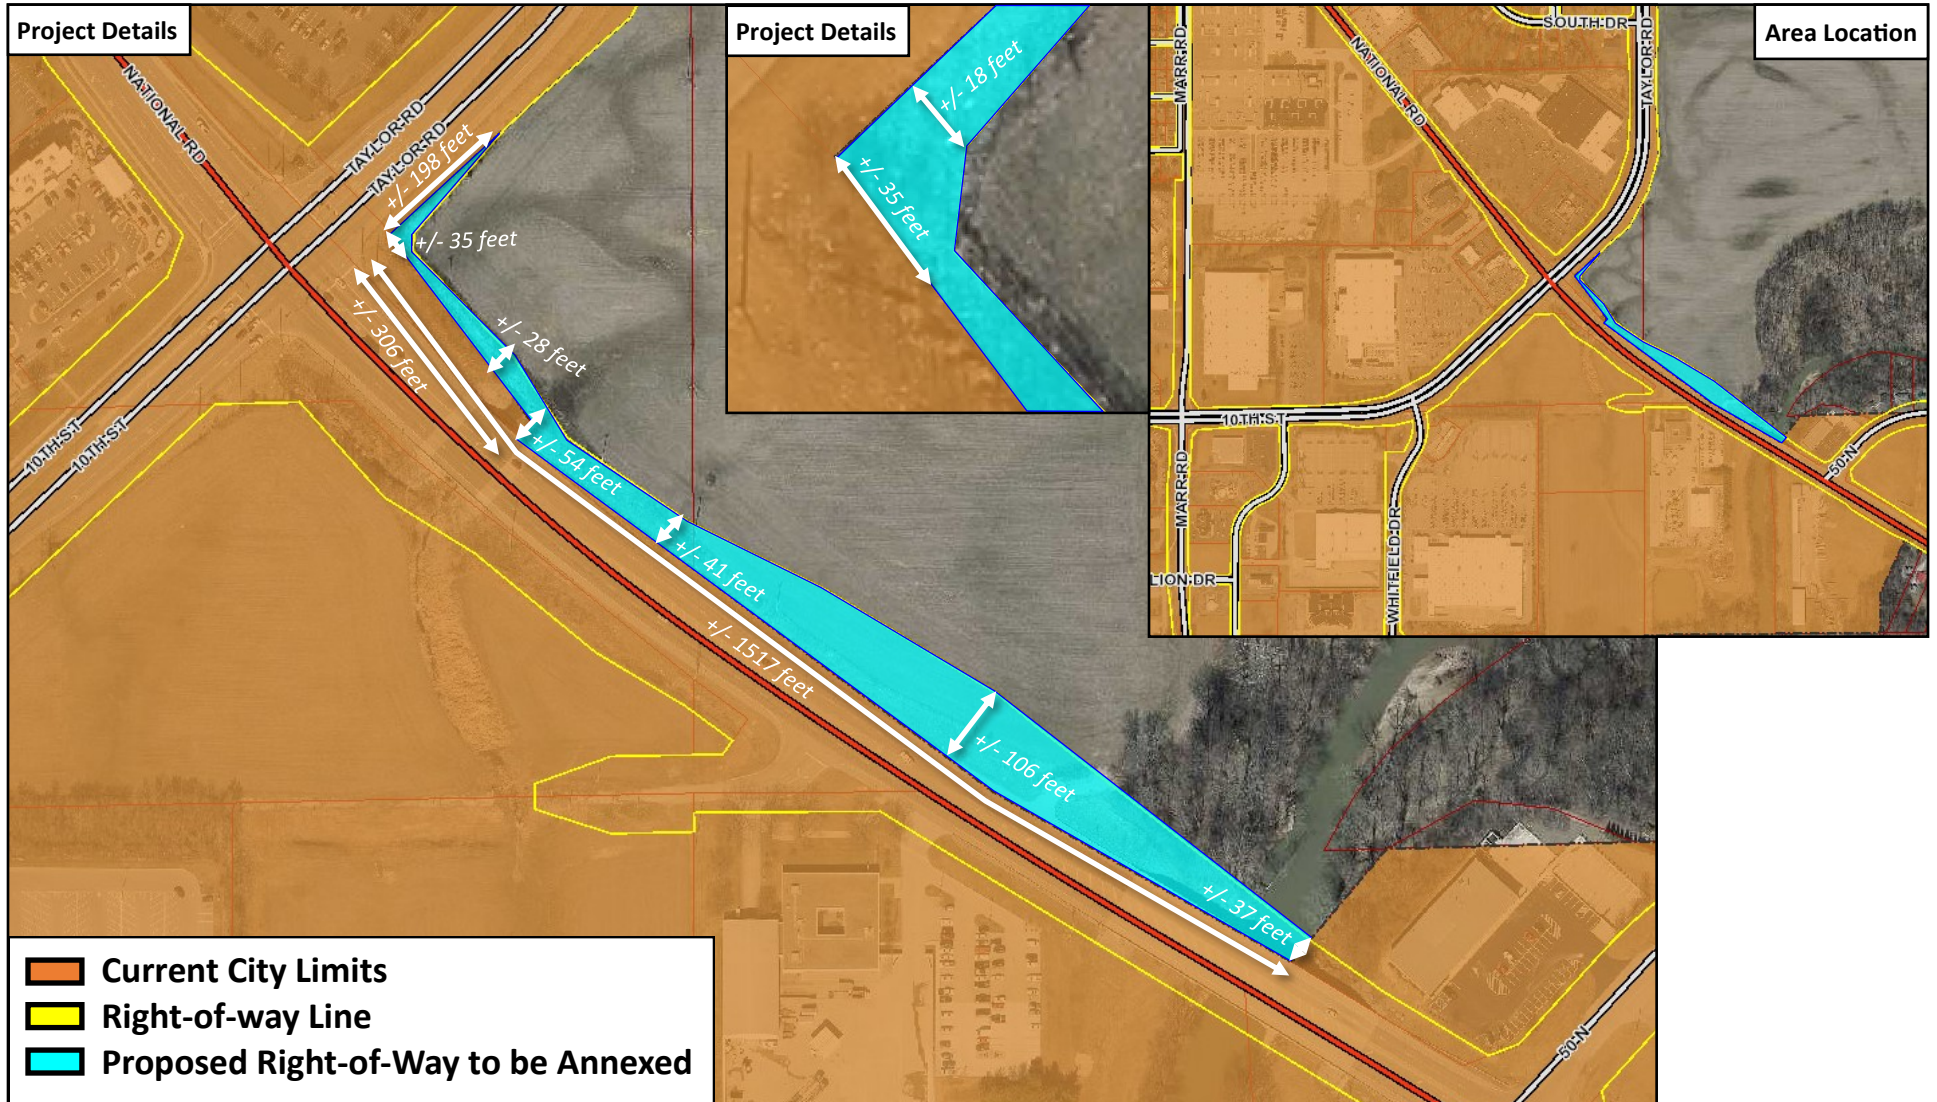 Project Details
NATIONAL RD
TAYLOR RD
TAYLOR RD
+/- 198 feet
+/- 35 feet
+/- 306 feet
+/- 28 feet
+/- 54 feet
+/- 41 feet
+/- 1517 feet
+/- 106 feet
+/- 37 feet
10TH ST
10TH ST
50 N
Project Details
+/- 18 feet
+/- 35 feet
Area Location
SOUTH DR
MARR RD
NATIONAL RD
TAYLOR RD
10TH ST
MARR RD
WHITFIELD DR
LION DR
50 N
Current City Limits
Right-of-way Line
Proposed Right-of-Way to be Annexed